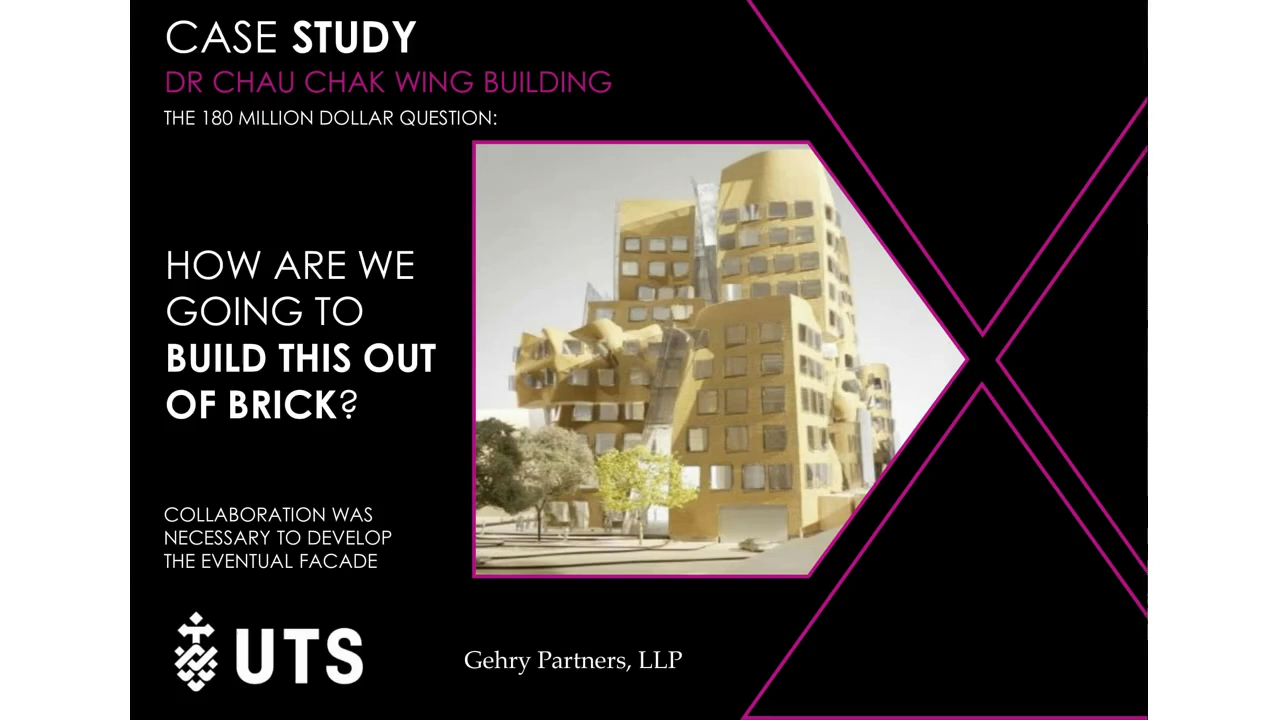 CASE STUDY
DR CHAU CHAK WING BUILDING
THE 180 MILLION DOLLAR QUESTION:
HOW ARE WE
GOING TO
BUILD THIS OUT
OF BRICK?
COLLABORATION WAS
NECESSARY TO DEVELOP
THE EVENTUAL FACADE
UTS
Gehry Partners, LLP